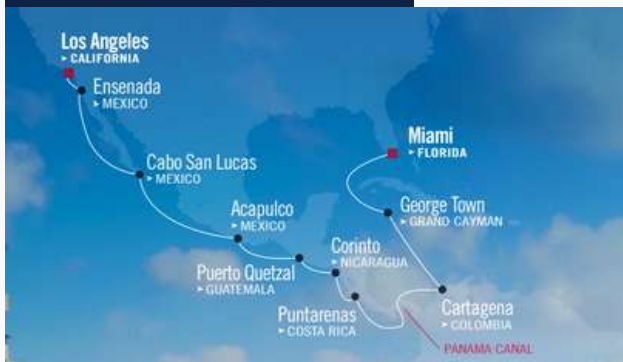 Los Angeles
▸ CALIFORNIA
Ensenada
▸ MEXICO
Cabo San Lucas
▸ MEXICO
Acapulco
▸ MEXICO
Puerto Quetzal
▸ GUATEMALA
Corinto
▸ NICARAGUA
Puntarenas
▸ COSTA RICA
Miami
▸ FLORIDA
George Town
▸ GRAND CAYMAN
Cartagena
▸ COLOMBIA
PANAMA CANAL